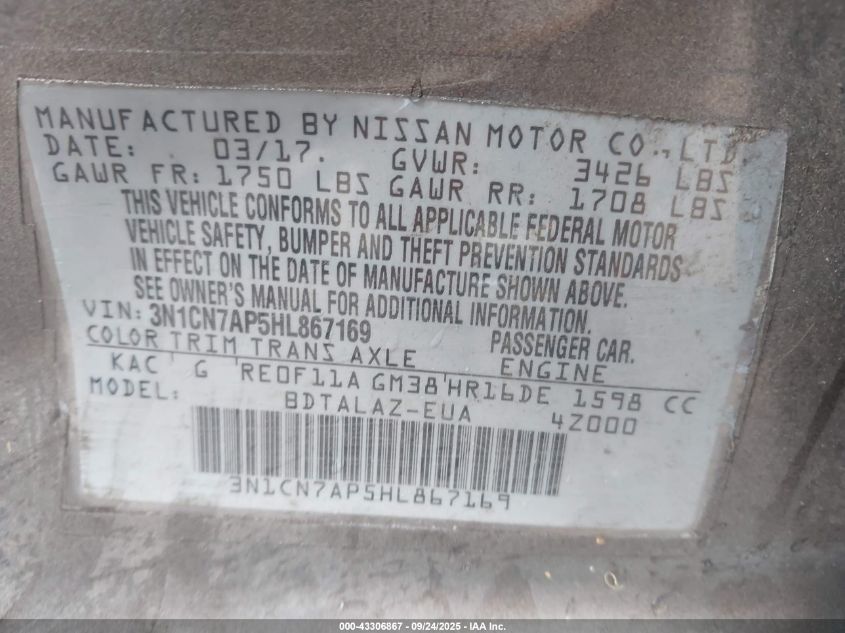 MANUFACTURED BY NISSAN MOTOR CO., LTD.
DATE: 03/17. GVWR: 3426 LBS
GAWR FR: 1750 LBS GAWR RR: 1708 LBS
THIS VEHICLE CONFORMS TO ALL APPLICABLE FEDERAL MOTOR
VEHICLE SAFETY, BUMPER AND THEFT PREVENTION STANDARDS
IN EFFECT ON THE DATE OF MANUFACTURE SHOWN ABOVE.
SEE OWNER'S MANUAL FOR ADDITIONAL INFORMATION.
VIN: 3N1CN7AP5HL867169 PASSENGER CAR.
COLOR TRIM TRANS AXLE ENGINE
KAC G RE0F11A GM38 HR16DE 1598 CC
MODEL: BDTALAZ-EUA 4Z000
3N1CN7AP5HL867169
000-43306867 - 09/24/2025 - IAA Inc.